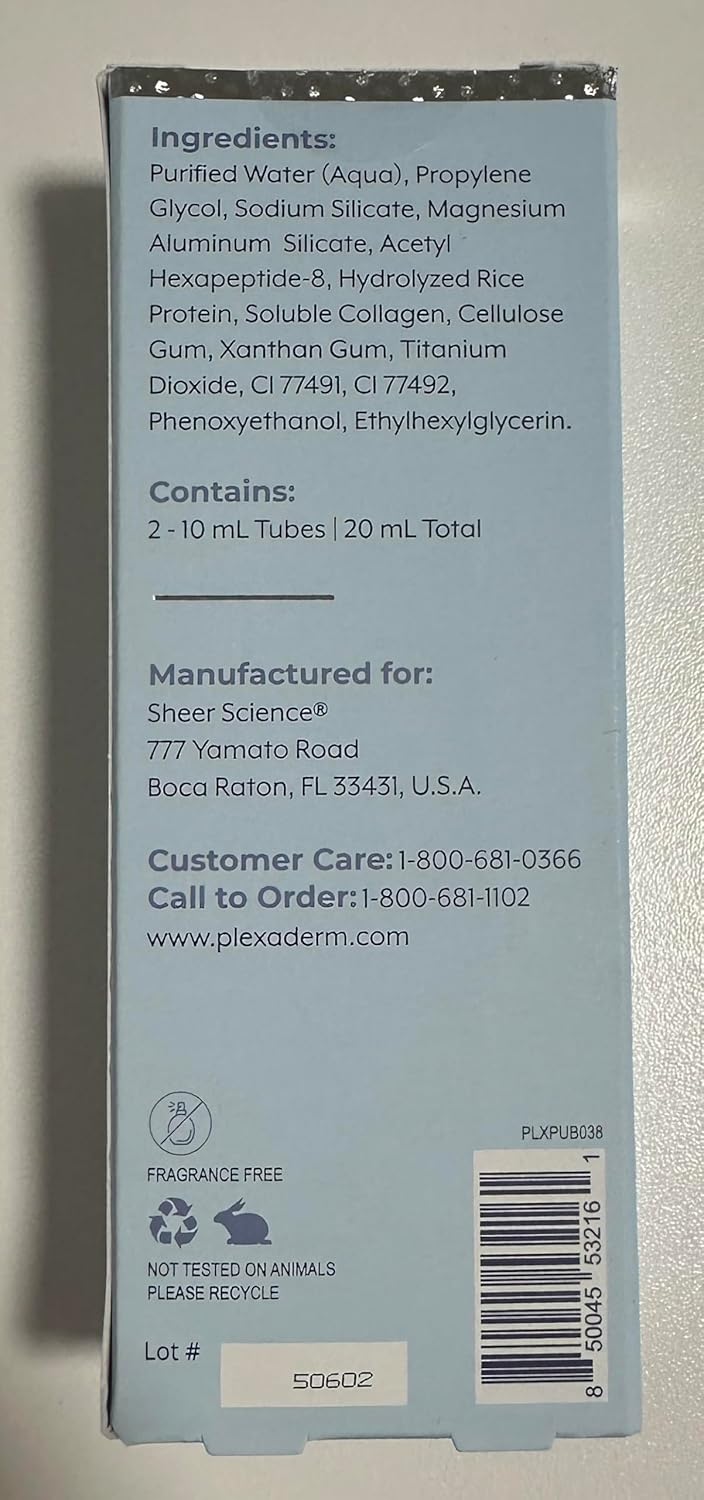 Ingredients:
Purified Water (Aqua), Propylene
Glycol, Sodium Silicate, Magnesium
Aluminum Silicate, Acetyl
Hexapeptide-8, Hydrolyzed Rice
Protein, Soluble Collagen, Cellulose
Gum, Xanthan Gum, Titanium
Dioxide, CI 77491, CI 77492,
Phenoxyethanol, Ethylhexylglycerin.
Contains:
2 - 10 mL Tubes | 20 mL Total
Manufactured for:
Sheer Science®
777 Yamato Road
Boca Raton, FL 33431, U.S.A.
Customer Care: 1-800-681-0366
Call to Order: 1-800-681-1102
www.plexaderm.com
FRAGRANCE FREE
NOT TESTED ON ANIMALS
PLEASE RECYCLE
Lot #
50602
PLXPUB038
8 50045 53216 1